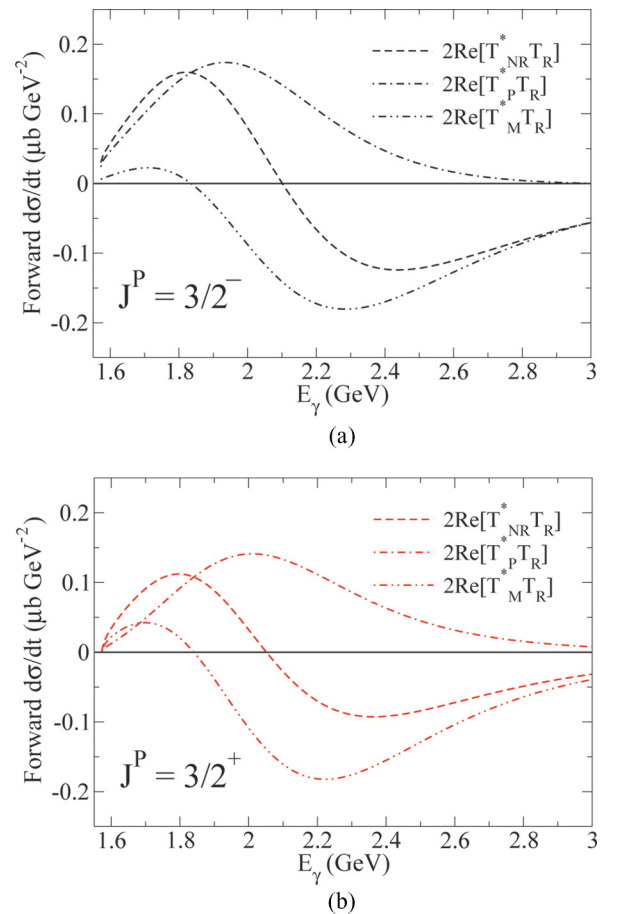 0.2
0.1
0
-0.1
-0.2
Forward dσ/dt (μb GeV⁻²)
2Re[T*NRTR]
2Re[T*PTR]
2Re[T*MTR]
Jᴾ = 3/2⁻
1.6 1.8 2 2.2 2.4 2.6 2.8 3
Eγ (GeV)
(a)
0.2
0.1
0
-0.1
-0.2
Forward dσ/dt (μb GeV⁻²)
2Re[T*NRTR]
2Re[T*PTR]
2Re[T*MTR]
Jᴾ = 3/2⁺
1.6 1.8 2 2.2 2.4 2.6 2.8 3
Eγ (GeV)
(b)